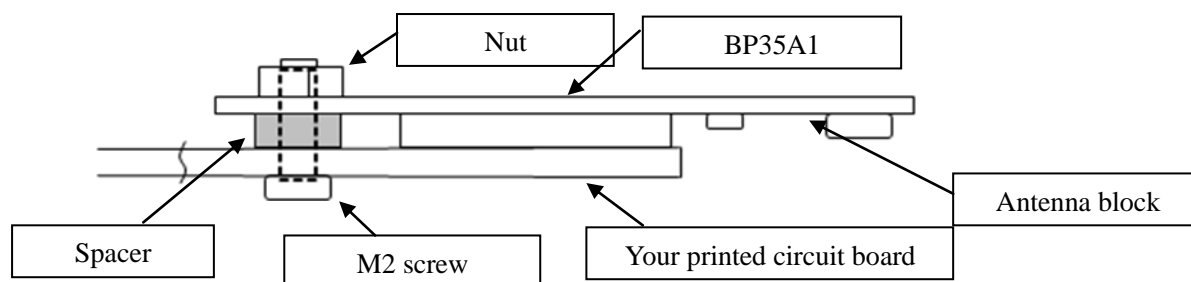 Nut
BP35A1
Antenna block
Spacer
M2 screw
Your printed circuit board